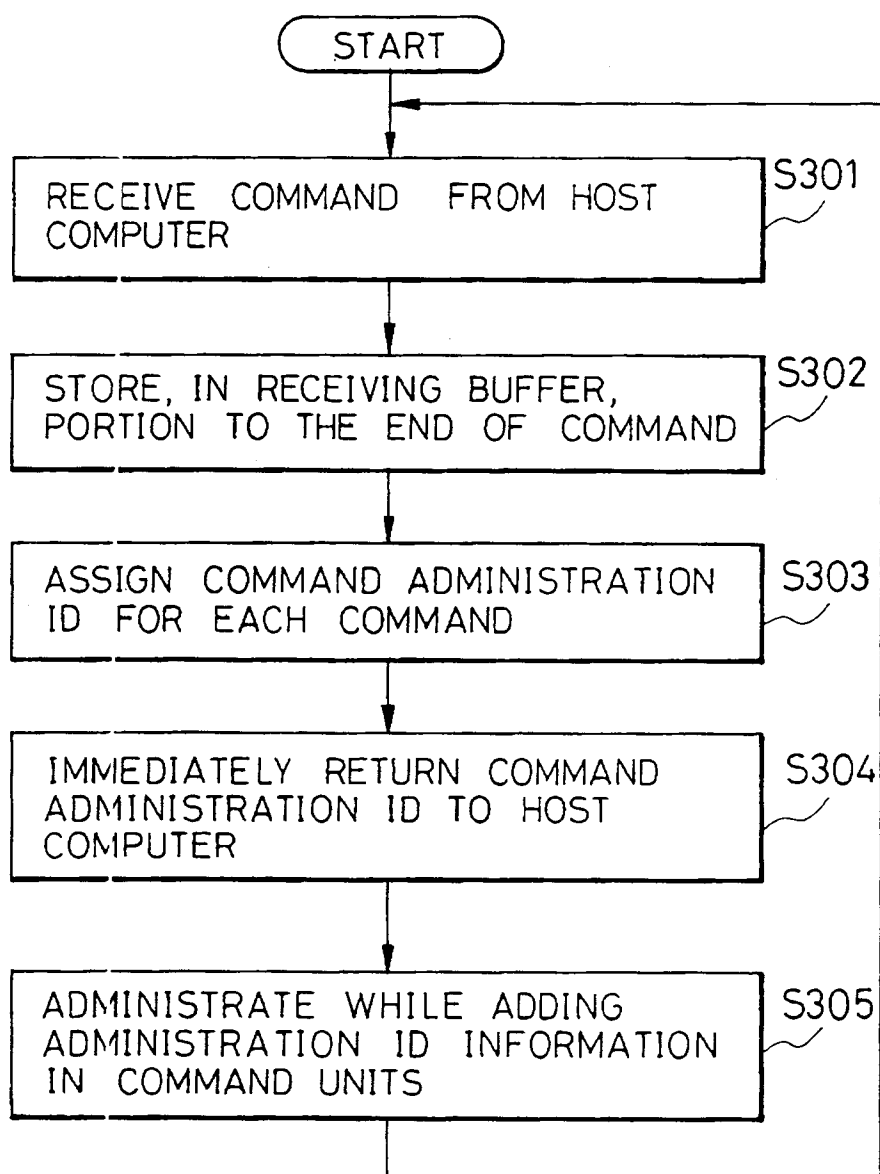 START
RECEIVE COMMAND FROM HOST
COMPUTER
S301
STORE, IN RECEIVING BUFFER,
PORTION TO THE END OF COMMAND
S302
ASSIGN COMMAND ADMINISTRATION
ID FOR EACH COMMAND
S303
IMMEDIATELY RETURN COMMAND
ADMINISTRATION ID TO HOST
COMPUTER
S304
ADMINISTRATE WHILE ADDING
ADMINISTRATION ID INFORMATION
IN COMMAND UNITS
S305